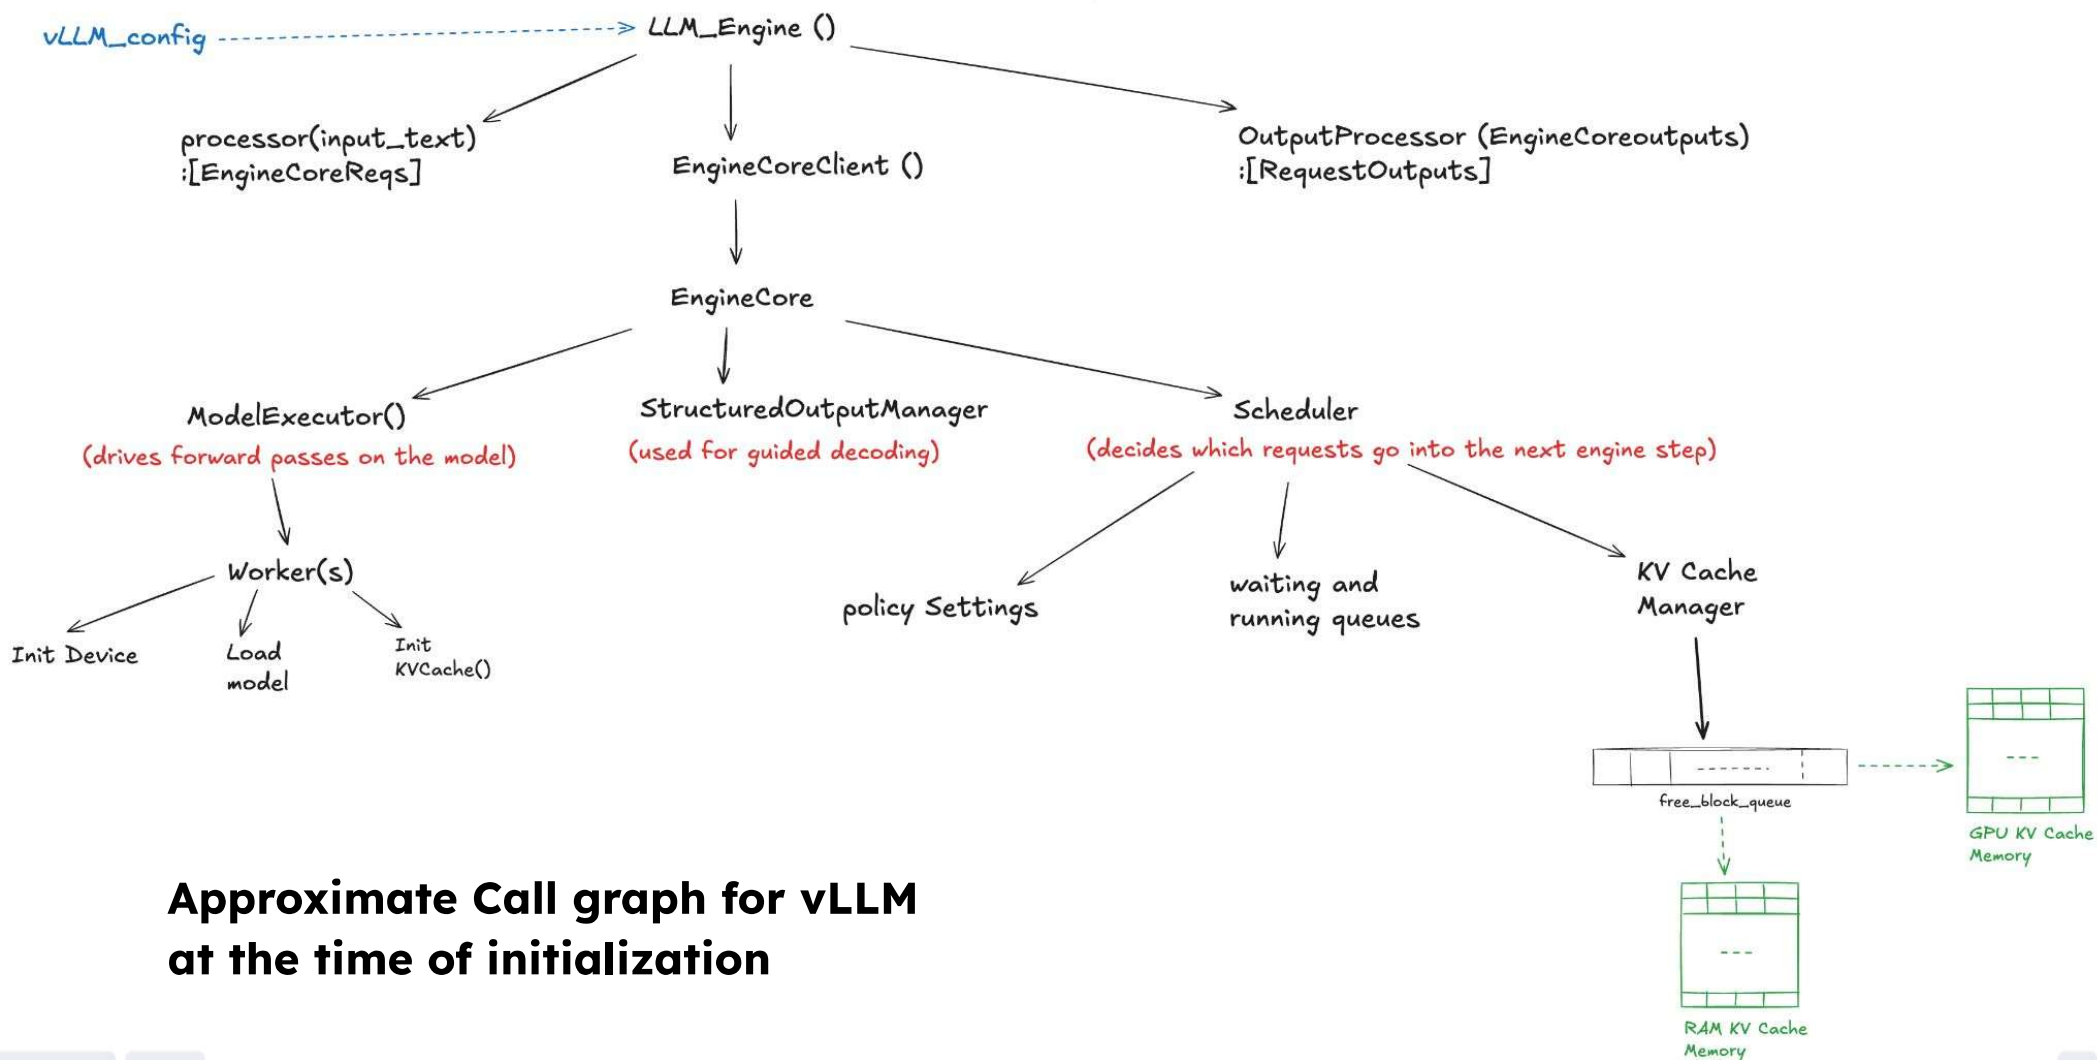 vLLM_config
LLM_Engine ()
processor(input_text)
:[EngineCoreReqs]
EngineCoreClient ()
OutputProcessor (EngineCoreoutputs)
:[RequestOutputs]
EngineCore
ModelExecutor()
(drives forward passes on the model)
StructuredOutputManager
(used for guided decoding)
Scheduler
(decides which requests go into the next engine step)
Worker(s)
Init Device
Load
model
Init
KVCache()
policy Settings
waiting and
running queues
KV Cache
Manager
free_block_queue
GPU KV Cache
Memory
RAM KV Cache
Memory
Approximate Call graph for vLLM
at the time of initialization